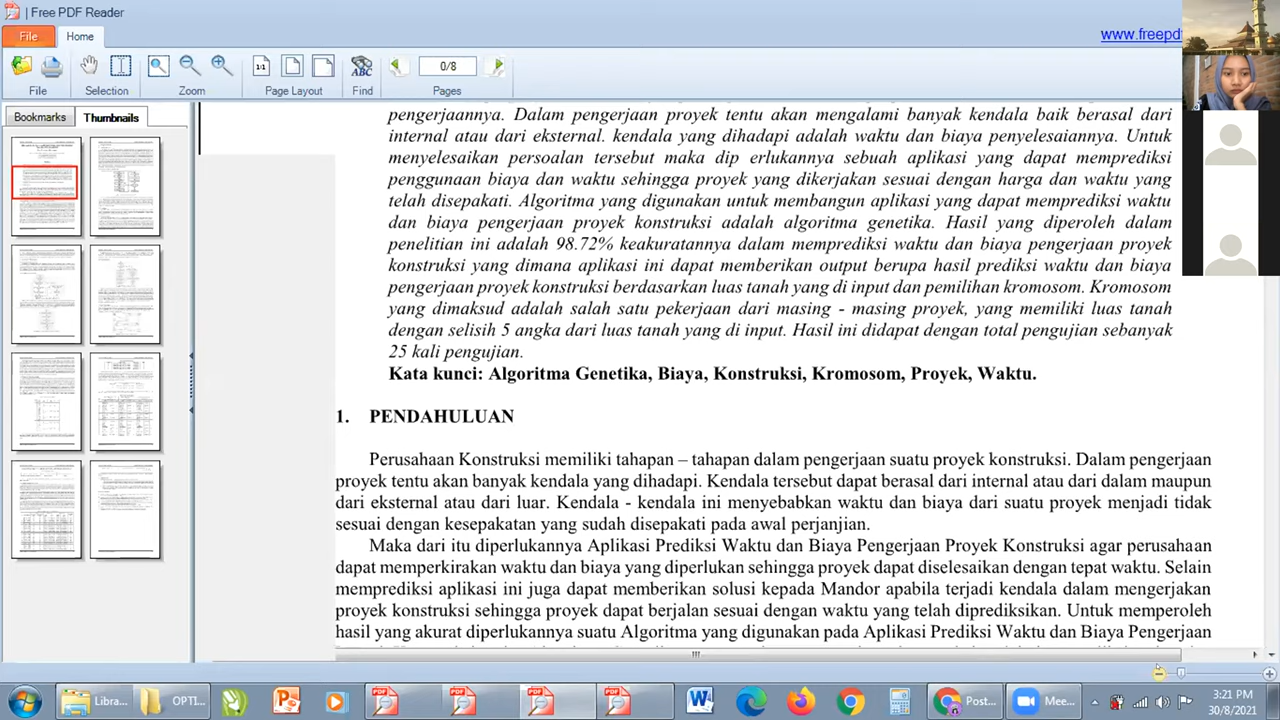 | Free PDF Reader
File
Home
www.freepd
File
Selection
Zoom
1:1
Page Layout
ABC
Find
0/8
Pages
Bookmarks
Thumbnails
pengerjaannya. Dalam pengerjaan proyek tentu akan mengalami banyak kendala baik berasal dari
internal atau dari eksternal, kendala yang dihadapi adalah waktu dan biaya penyelesaiannya. Untuk
menyelesaikan persoalan tersebut maka dip erlukannya sebuah aplikasi yang dapat memprediksi
penggunaan biaya dan waktu sehingga proyek yang dikerjakan sesuai dengan harga dan waktu yang
telah disepakati. Algoritma yang digunakan untuk penggunaan aplikasi yang dapat memprediksi waktu
dan biaya pengerjaan proyek konstruksi adalah algoritma genetika. Hasil yang diperoleh dalam
penelitian ini adalah 98.72% keakuratannya dalam memprediksi waktu dan biaya pengerjaan proyek
konstruksi yang dimana aplikasi ini dapat memberikan output berupa hasil prediksi waktu dan biaya
pengerjaan proyek konstruksi berdasarkan luas tanah yang di input dan pemilihan kromosom. Kromosom
yang dimaksud adalah salah satu pekerjaan dari masing - masing proyek, yang memiliki luas tanah
dengan selisih 5 angka dari luas tanah yang di input. Hasil ini didapat dengan total pengujian sebanyak
25 kali pengujian.
Kata kunci: Algoritma Genetika, Biaya, Konstruksi, Kromosom, Proyek, Waktu.
1. PENDAHULUAN
Perusahaan Konstruksi memiliki tahapan – tahapan dalam pengerjaan suatu proyek konstruksi. Dalam pengerjaan
proyek tentu akan banyak kendala yang dihadapi. Kendala tersebut dapat berasal dari internal atau dari dalam maupun
dari eksternal ataupun dari luar. Kendala - kendala ini menyebabkan waktu dan biaya dari suatu proyek menjadi tidak
sesuai dengan kesepakatan yang sudah disepakati pada awal perjanjian.
Maka dari itu diperlukannya Aplikasi Prediksi Waktu dan Biaya Pengerjaan Proyek Konstruksi agar perusahaan
dapat memperkirakan waktu dan biaya yang diperlukan sehingga proyek dapat diselesaikan dengan tepat waktu. Selain
memprediksi aplikasi ini juga dapat memberikan solusi kepada Mandor apabila terjadi kendala dalam mengerjakan
proyek konstruksi sehingga proyek dapat berjalan sesuai dengan waktu yang telah diprediksikan. Untuk memperoleh
hasil yang akurat diperlukannya suatu Algoritma yang digunakan pada Aplikasi Prediksi Waktu dan Biaya Pengerjaan
Libra...
OPTI...
Post...
Mee...
3:21 PM
30/8/2021